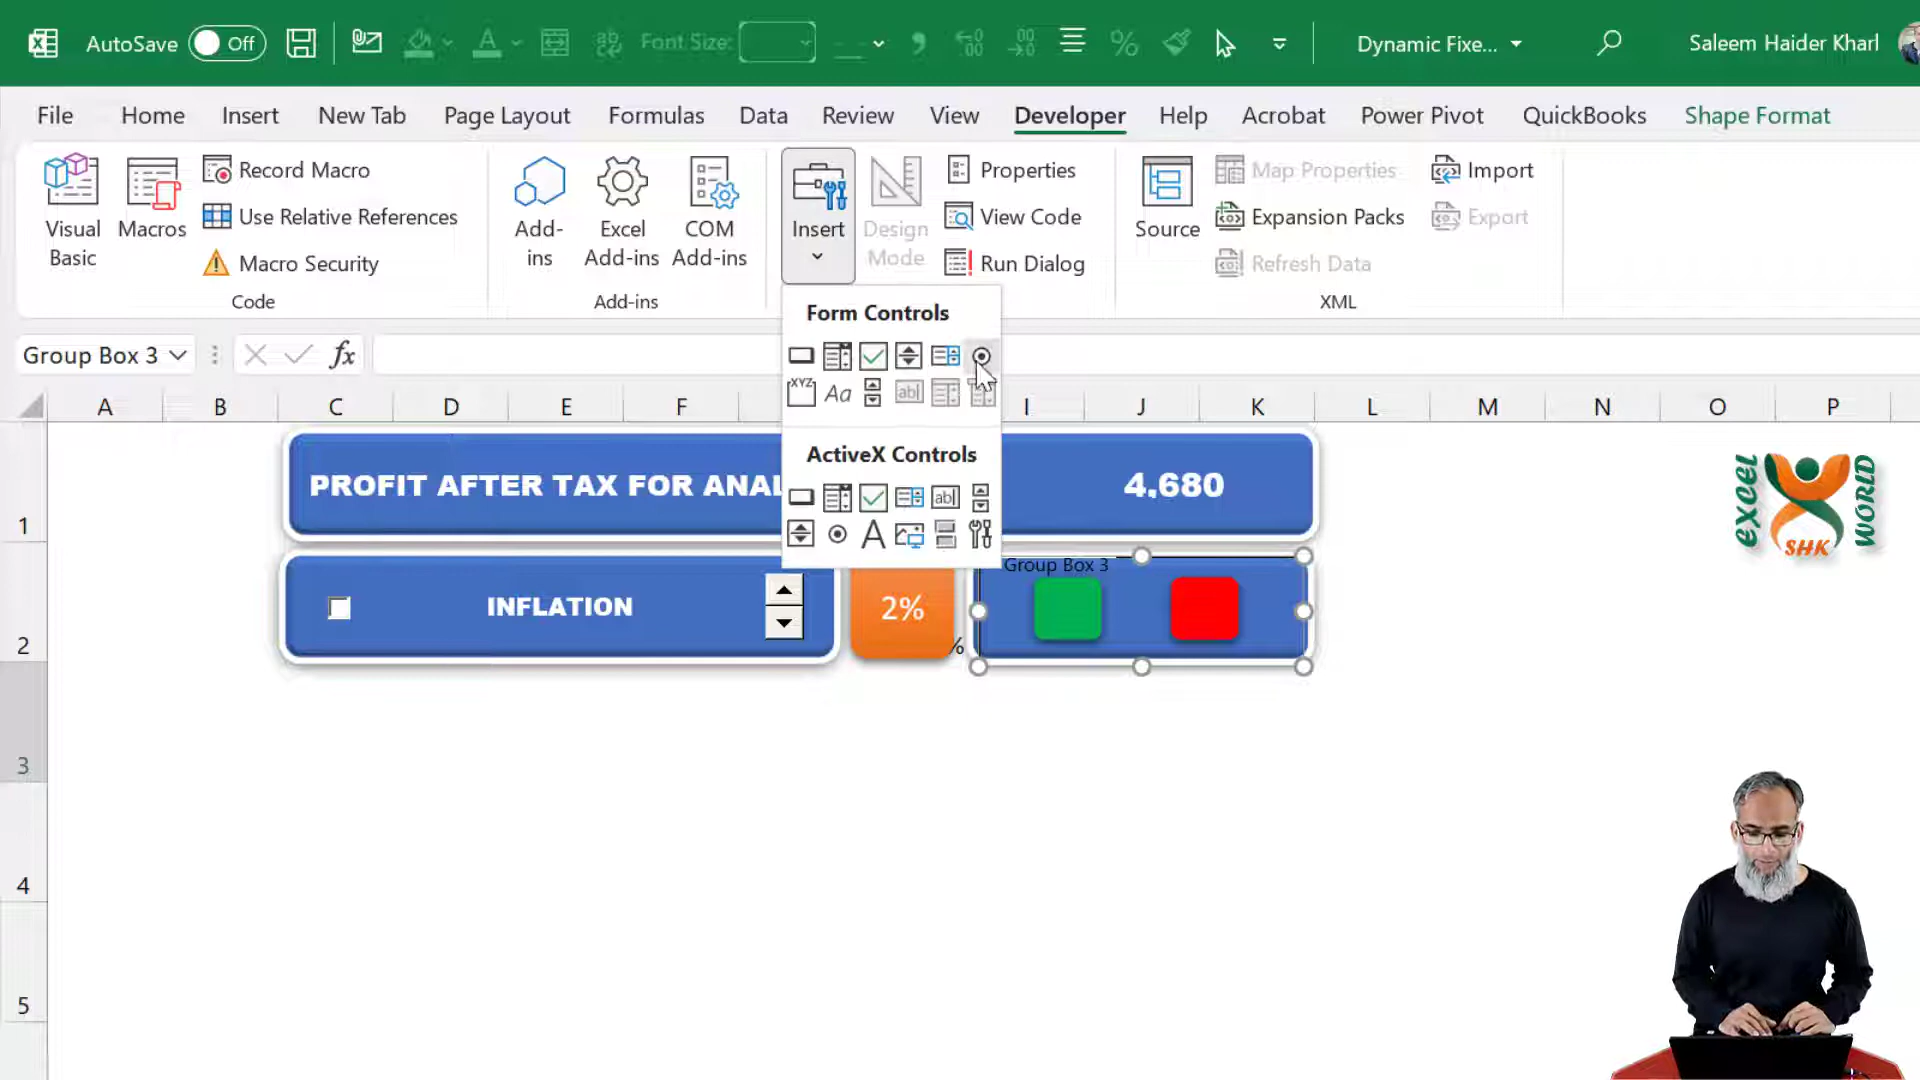 AutoSave Off Font Size: % Dynamic Fixe... Saleem Haider Kharl
File Home Insert New Tab Page Layout Formulas Data Review View Developer Help Acrobat Power Pivot QuickBooks Shape Format
Visual Basic
Macros
Record Macro
Use Relative References
Macro Security
Code
Add-ins
Excel Add-ins
COM Add-ins
Add-ins
Insert
Design Mode
Properties
View Code
Run Dialog
Source
Map Properties
Expansion Packs
Refresh Data
Import
Export
XML
Form Controls
XYZ Aa ab|
ActiveX Controls
ab|
A
Group Box 3 fx
A B C D E F I J K L M N O P
1
PROFIT AFTER TAX FOR ANAL 4,680
EXCEL SHK WORLD
2
INFLATION 2% %
Group Box 3
3
4
5